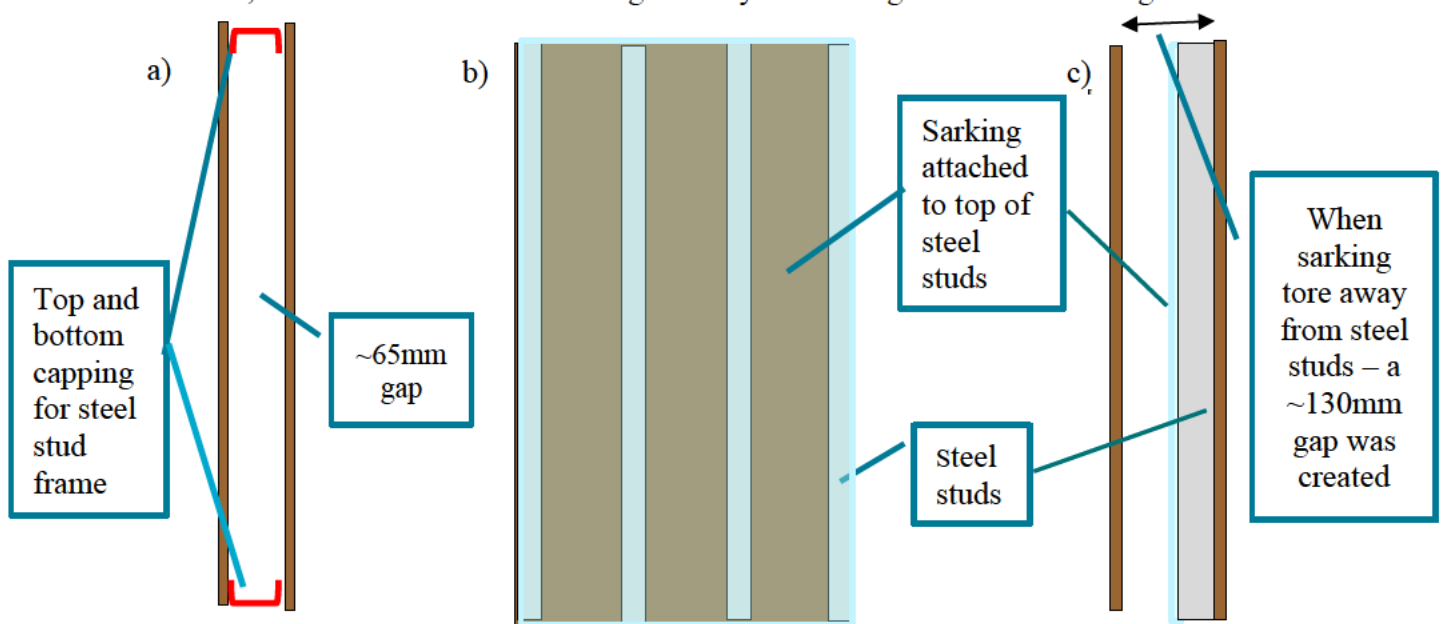 a)
b)
c)
Top and
bottom
capping
for steel
stud
frame
~65mm
gap
Sarking
attached
to top of
steel
studs
Steel
studs
When
sarking
tore away
from steel
studs – a
~130mm
gap was
created